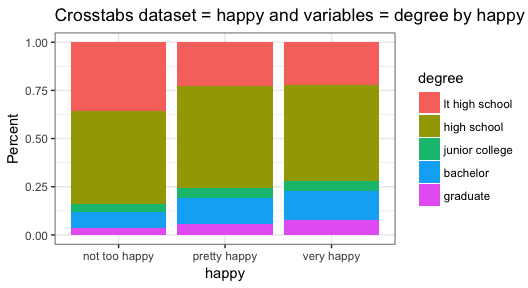 Crosstabs dataset = happy and variables = degree by happy
1.00
0.75
0.50
0.25
0.00
Percent
not too happy
pretty happy
very happy
happy
degree
lt high school
high school
junior college
bachelor
graduate